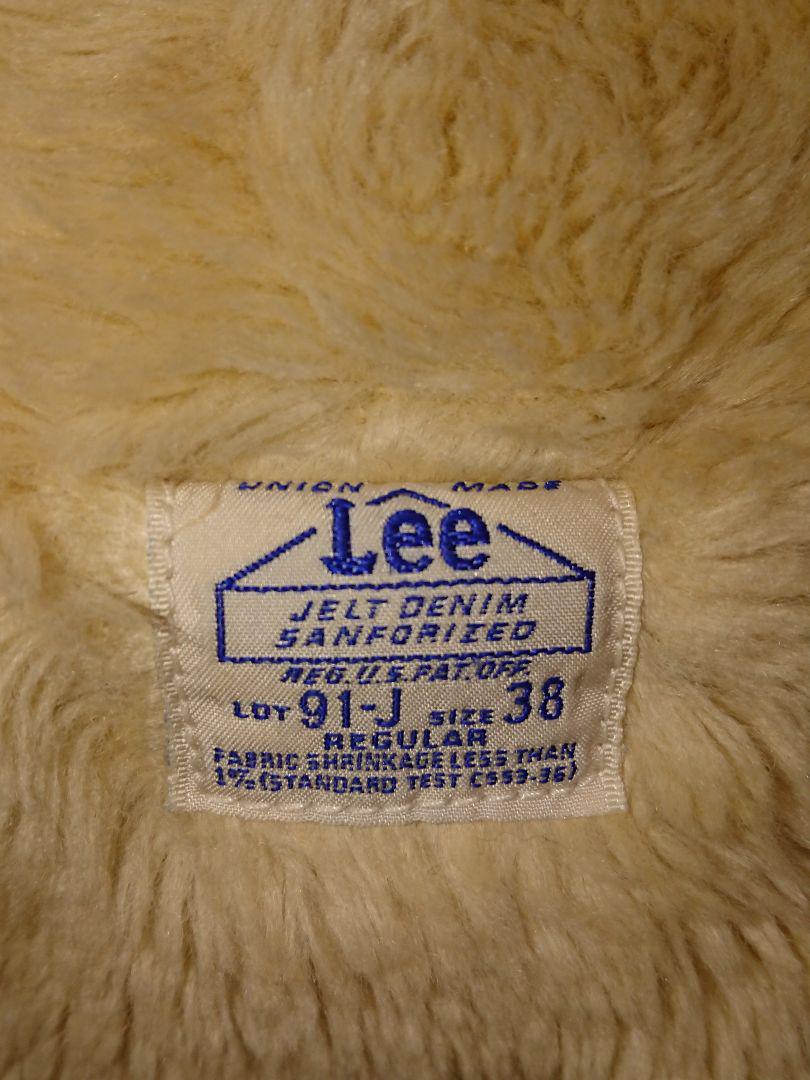 UNION MADE
Lee
JELT DENIM
SANFORIZED
REG. U.S. PAT. OFF.
LOT 91-J SIZE 38
REGULAR
FABRIC SHRINKAGE LESS THAN
1% (STANDARD TEST CS59-36)